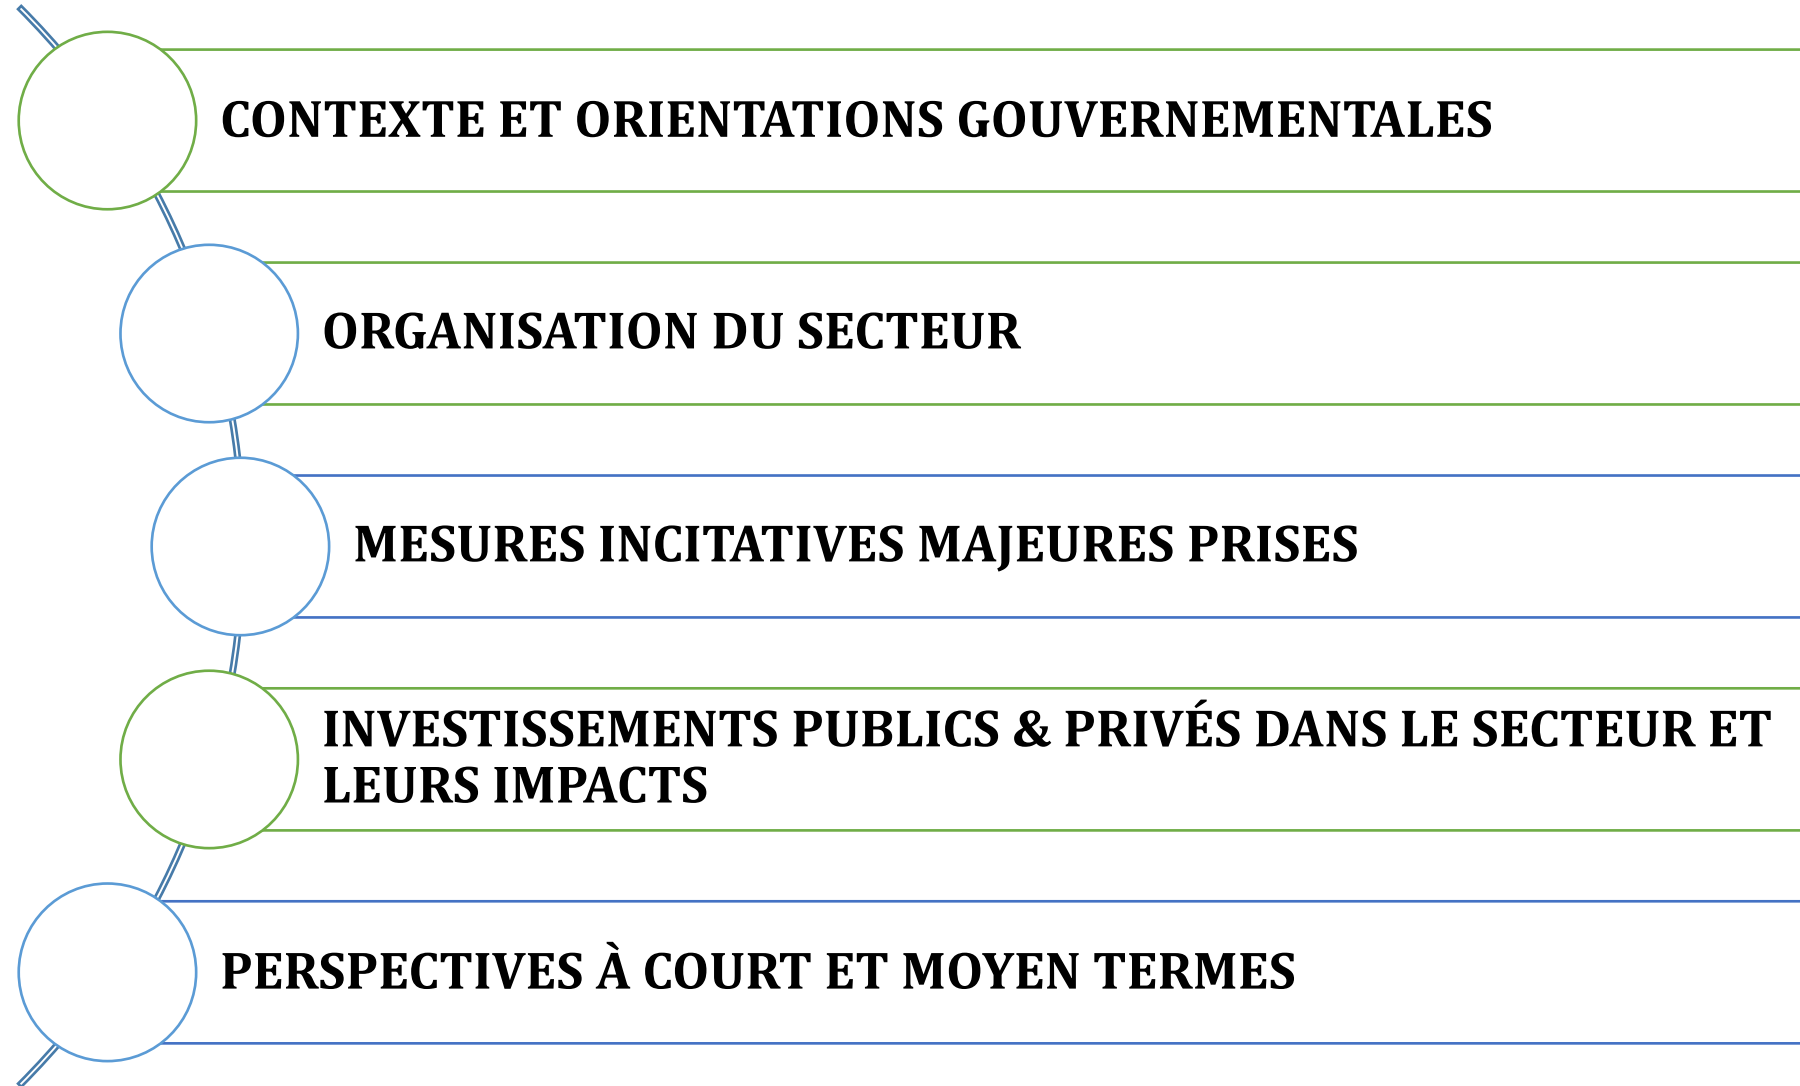 CONTEXTE ET ORIENTATIONS GOUVERNEMENTALES
ORGANISATION DU SECTEUR
MESURES INCITATIVES MAJEURES PRISES
INVESTISSEMENTS PUBLICS & PRIVÉS DANS LE SECTEUR ET
LEURS IMPACTS
PERSPECTIVES À COURT ET MOYEN TERMES